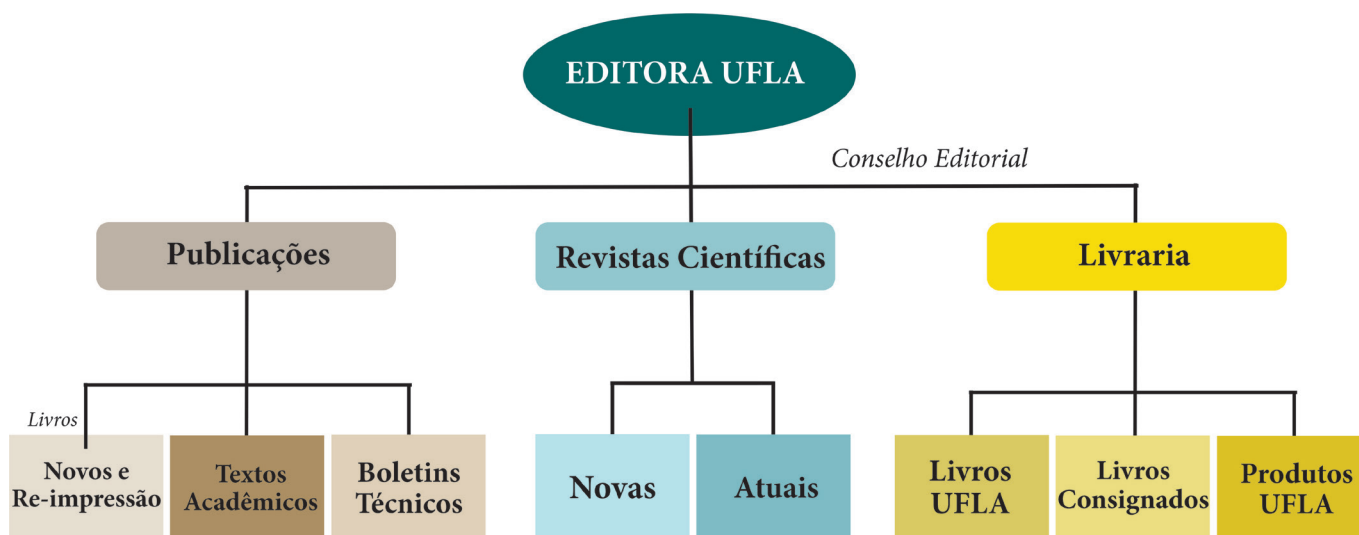 EDITORA UFLA
Conselho Editorial
Publicações
Revistas Científicas
Livraria
Livros
Novos e
Re-impressão
Textos
Acadêmicos
Boletins
Técnicos
Novas
Atuais
Livros
UFLA
Livros
Consignados
Produtos
UFLA